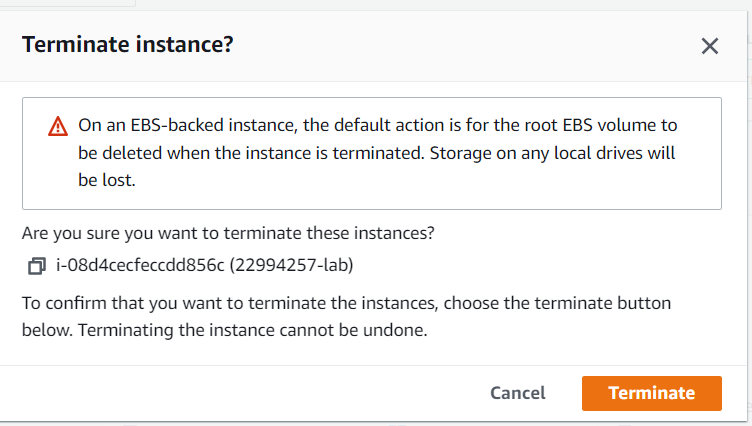 Terminate instance?
On an EBS-backed instance, the default action is for the root EBS volume to
be deleted when the instance is terminated. Storage on any local drives will
be lost.
Are you sure you want to terminate these instances?
i-08d4cecfeccdd856c (22994257-lab)
To confirm that you want to terminate the instances, choose the terminate button
below. Terminating the instance cannot be undone.
Cancel
Terminate